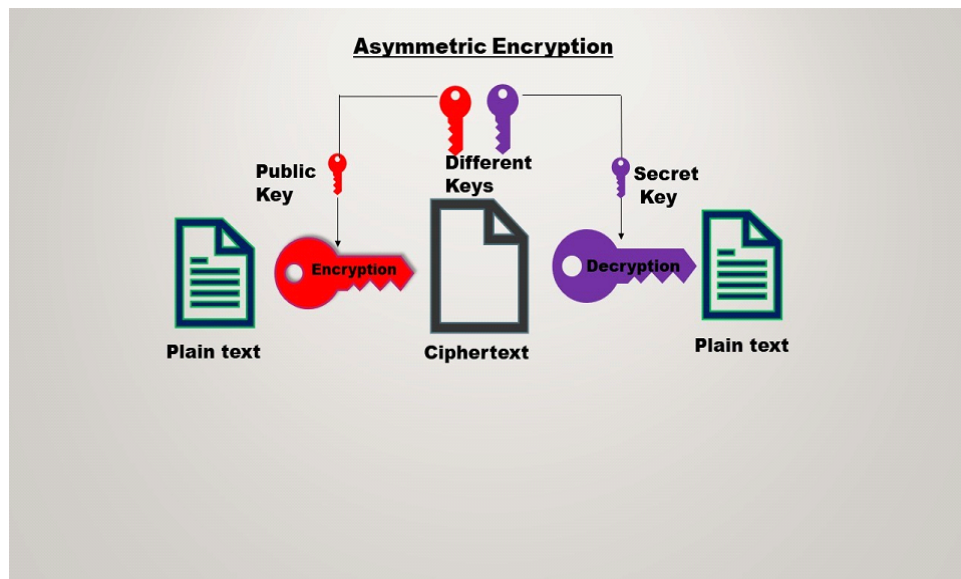 Asymmetric Encryption
Different
Keys
Public
Key
Secret
Key
Encryption
Decryption
Plain text
Ciphertext
Plain text